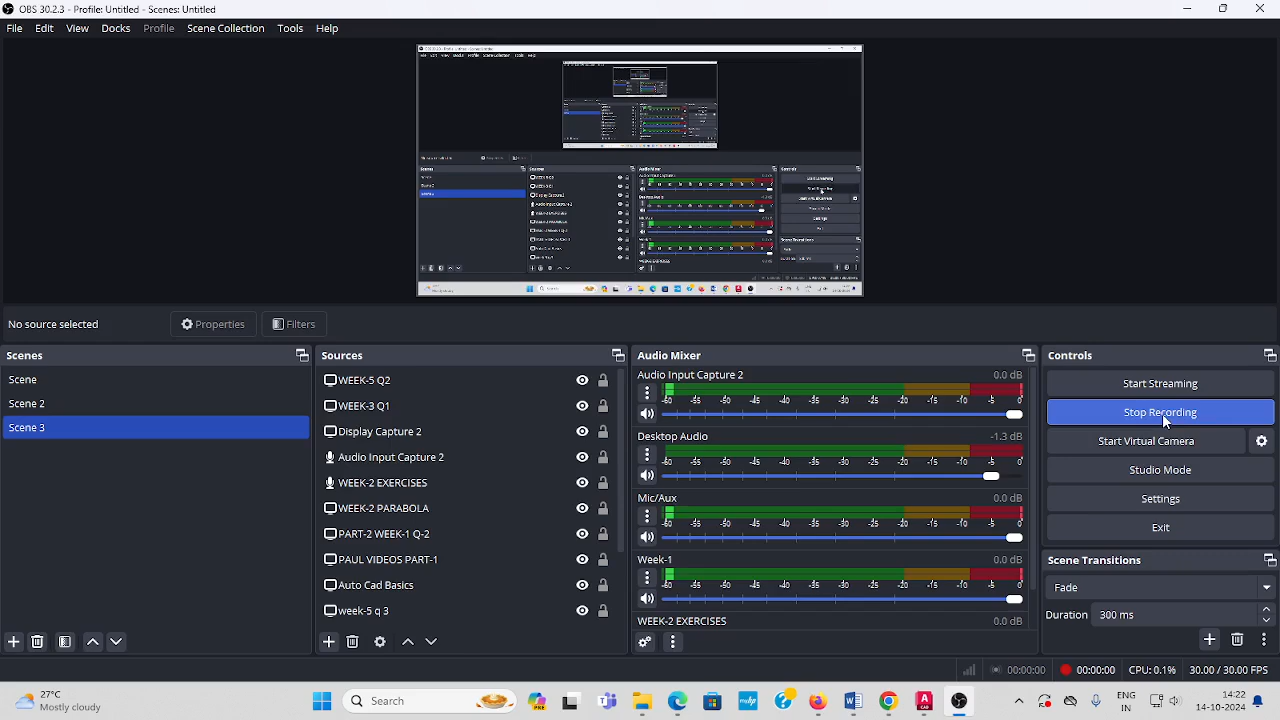 OBS 30.2.3 - Profile: Untitled - Scenes: Untitled
File Edit View Docks Profile Scene Collection Tools Help
No source selected
Properties
Filters
Scenes
Scene
Scene 2
Scene 3
Sources
WEEK-5 Q2
WEEK-3 Q1
Display Capture 2
Audio Input Capture 2
WEEK-2 EXERCISES
WEEK-2 PARABOLA
PART-2 WEEK-1 Q-2
PAUL VIDEOS PART-1
Auto Cad Basics
week-5 q 3
Audio Mixer
Audio Input Capture 2 0.0 dB
-60 -55 -50 -45 -40 -35 -30 -25 -20 -15 -10 -5 0
Desktop Audio -1.3 dB
-60 -55 -50 -45 -40 -35 -30 -25 -20 -15 -10 -5 0
Mic/Aux 0.0 dB
-60 -55 -50 -45 -40 -35 -30 -25 -20 -15 -10 -5 0
Week-1 0.0 dB
-60 -55 -50 -45 -40 -35 -30 -25 -20 -15 -10 -5 0
WEEK-2 EXERCISES 0.0 dB
Controls
Start Streaming
Stop Recording
Start Virtual Camera
Studio Mode
Settings
Exit
Scene Transitions
Fade
Duration 300 ms
00:00:00 00:00:00 CPU: 0.1% 30.00 / 30.00 FPS
27°C
Mostly cloudy
Search
ENG
IN
14:22
14-10-2024